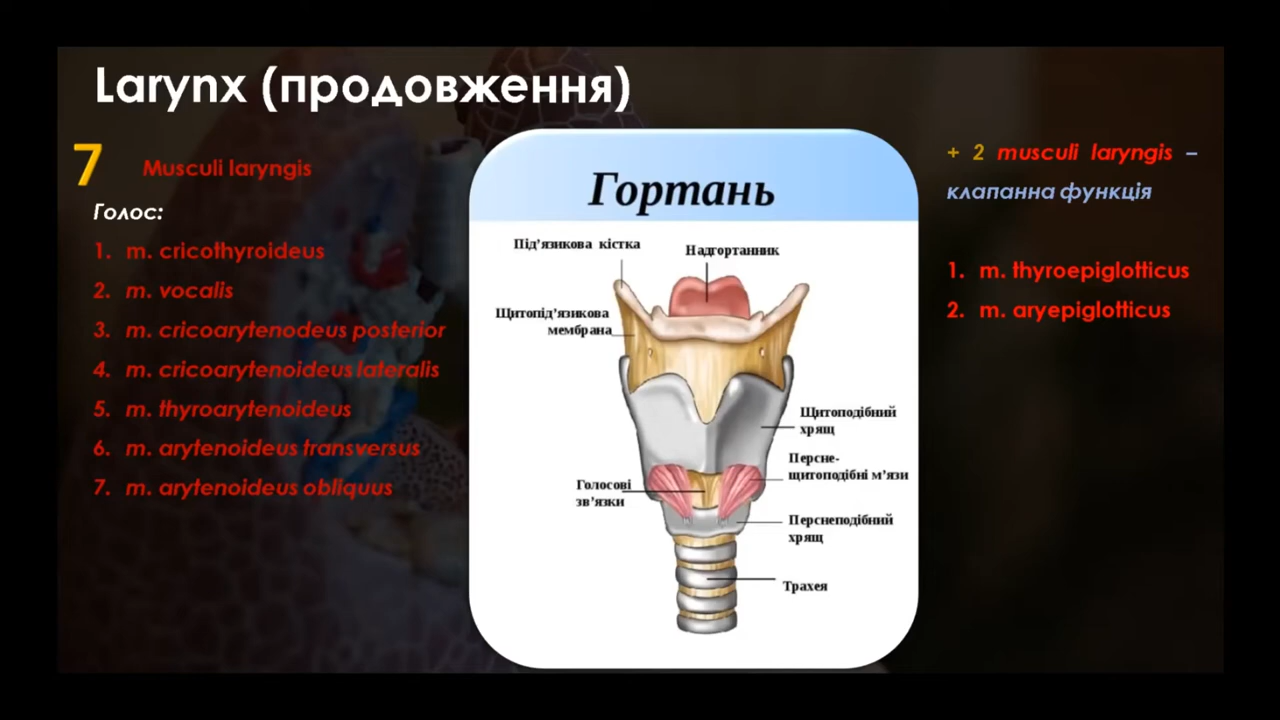 Larynx (продовження)
7 Musculi laryngis
Голос:
1. m. cricothyroideus
2. m. vocalis
3. m. cricoarytenodeus posterior
4. m. cricoarytenoideus lateralis
5. m. thyroarytenoideus
6. m. arytenoideus transversus
7. m. arytenoideus obliquus
Гортань
Під’язикова кістка
Надгортанник
Щитопід’язикова
мембрана
Щитоподібний
хрящ
Персне-
щитоподібні м’язи
Голосові
зв’язки
Перснеподібний
хрящ
Трахея
+ 2 musculi laryngis –
клапанна функція
1. m. thyroepiglotticus
2. m. aryepiglotticus